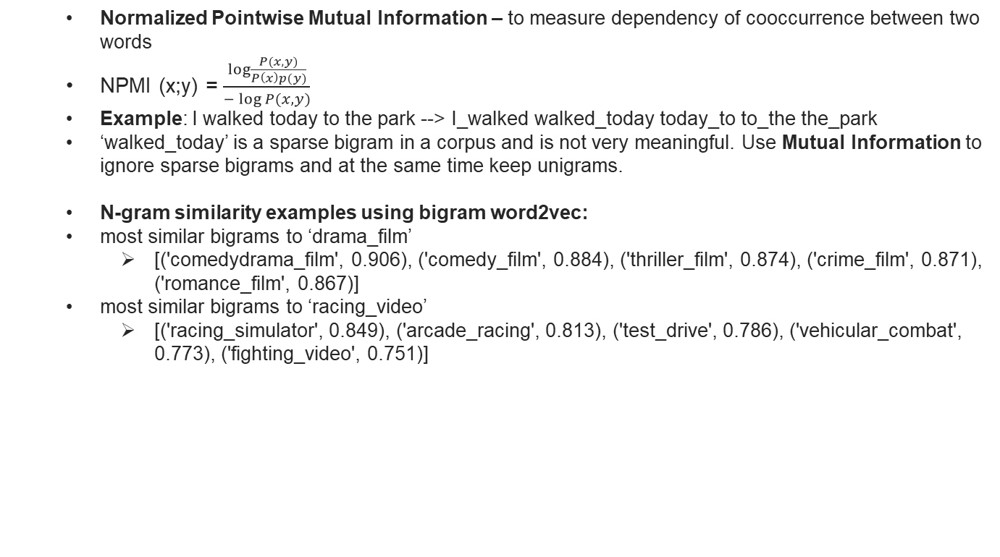 • Normalized Pointwise Mutual Information – to measure dependency of cooccurrence between two
words
• NPMI (x;y) = log P(x,y) / P(x)p(y) / − log P(x,y)
• Example: I walked today to the park --> I_walked walked_today today_to to_the the_park
• ‘walked_today’ is a sparse bigram in a corpus and is not very meaningful. Use Mutual Information to
ignore sparse bigrams and at the same time keep unigrams.
• N-gram similarity examples using bigram word2vec:
• most similar bigrams to ‘drama_film’
➢ [('comedydrama_film', 0.906), ('comedy_film', 0.884), ('thriller_film', 0.874), ('crime_film', 0.871),
('romance_film', 0.867)]
• most similar bigrams to ‘racing_video’
➢ [('racing_simulator', 0.849), ('arcade_racing', 0.813), ('test_drive', 0.786), ('vehicular_combat',
0.773), ('fighting_video', 0.751)]